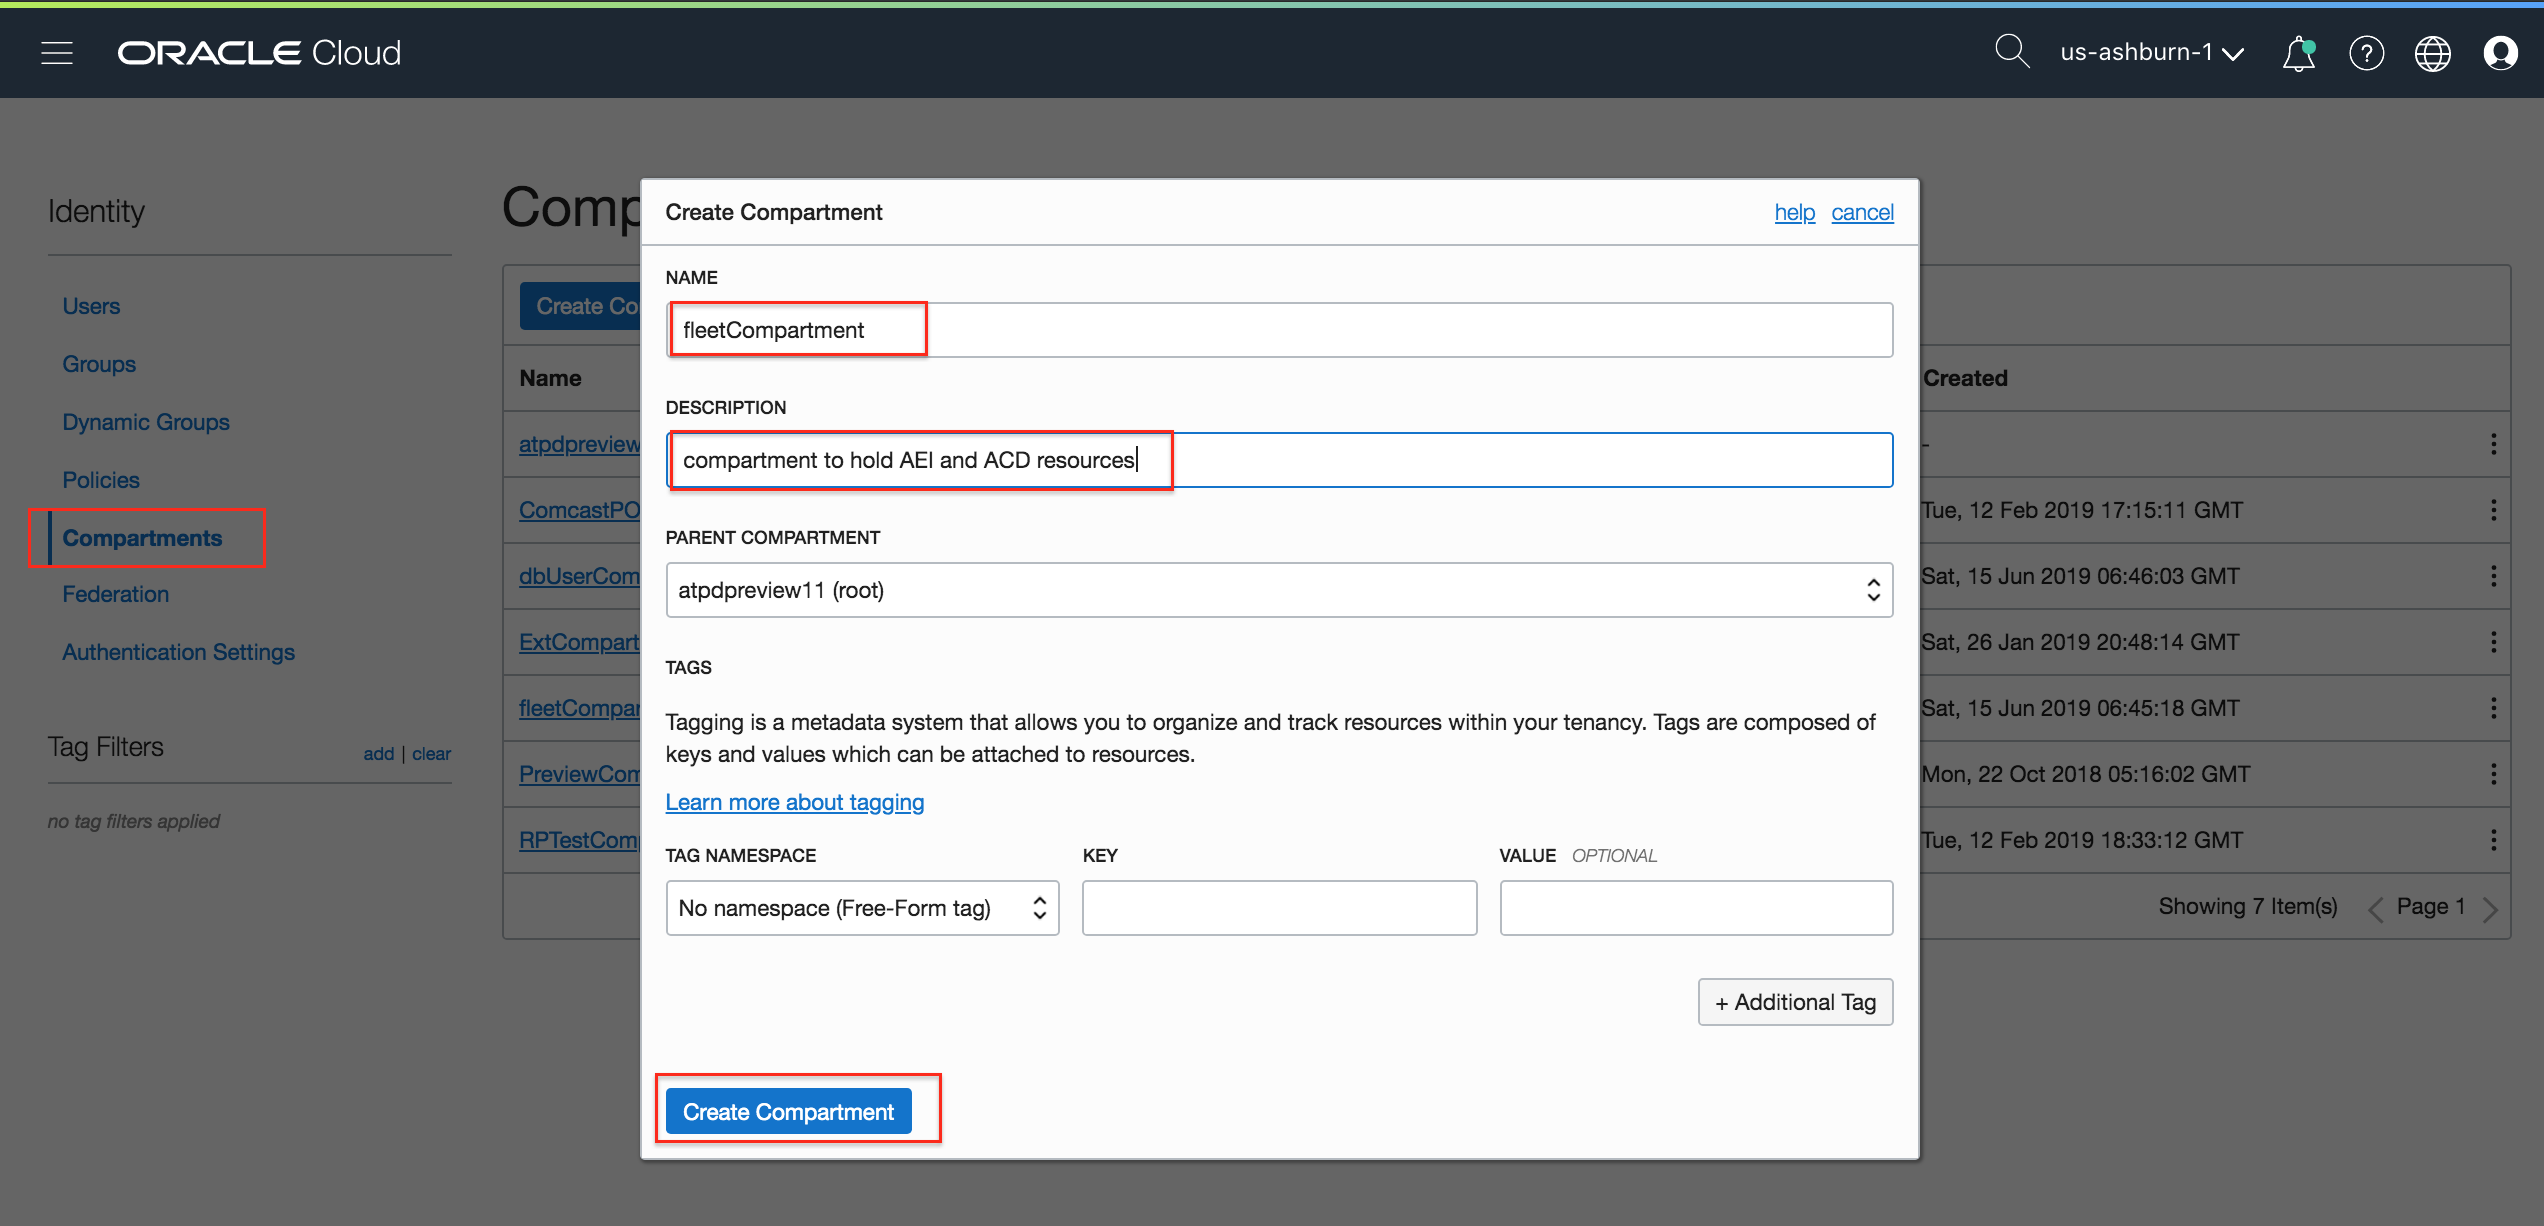 ORACLE Cloud
us-ashburn-1
Identity
Users
Groups
Dynamic Groups
Policies
Compartments
Federation
Authentication Settings
Tag Filters
add | clear
no tag filters applied
Comp
Create Co
Name
Created
atpdpreview
-
ComcastPO
Tue, 12 Feb 2019 17:15:11 GMT
dbUserCom
Sat, 15 Jun 2019 06:46:03 GMT
ExtCompart
Sat, 26 Jan 2019 20:48:14 GMT
fleetCompar
Sat, 15 Jun 2019 06:45:18 GMT
PreviewCom
Mon, 22 Oct 2018 05:16:02 GMT
RPTestComp
Tue, 12 Feb 2019 18:33:12 GMT
Showing 7 Item(s)
Page 1
Create Compartment
help cancel
NAME
fleetCompartment
DESCRIPTION
compartment to hold AEI and ACD resources
PARENT COMPARTMENT
atpdpreview11 (root)
TAGS
Tagging is a metadata system that allows you to organize and track resources within your tenancy. Tags are composed of
keys and values which can be attached to resources.
Learn more about tagging
TAG NAMESPACE
KEY
VALUE OPTIONAL
No namespace (Free-Form tag)
+ Additional Tag
Create Compartment